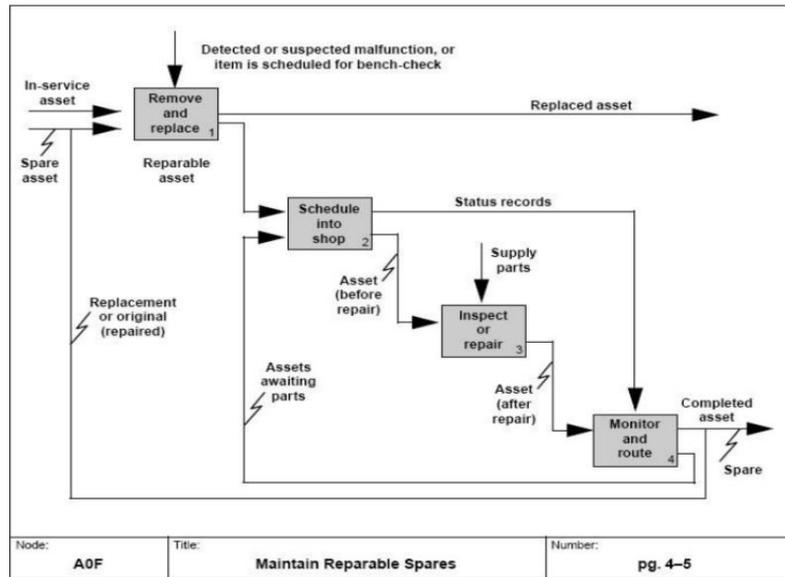 Detected or suspected malfunction, or
item is scheduled for bench-check
In-service
asset
Remove
and
replace
1
Replaced asset
Spare
asset
Reparable
asset
Schedule
into
shop
2
Status records
Supply
parts
Asset
(before
repair)
Replacement
or original
(repaired)
Inspect
or
repair
3
Assets
awaiting
parts
Asset
(after
repair)
Completed
asset
Monitor
and
route
4
Spare
Node:
A0F
Title:
Maintain Reparable Spares
Number:
pg. 4–5